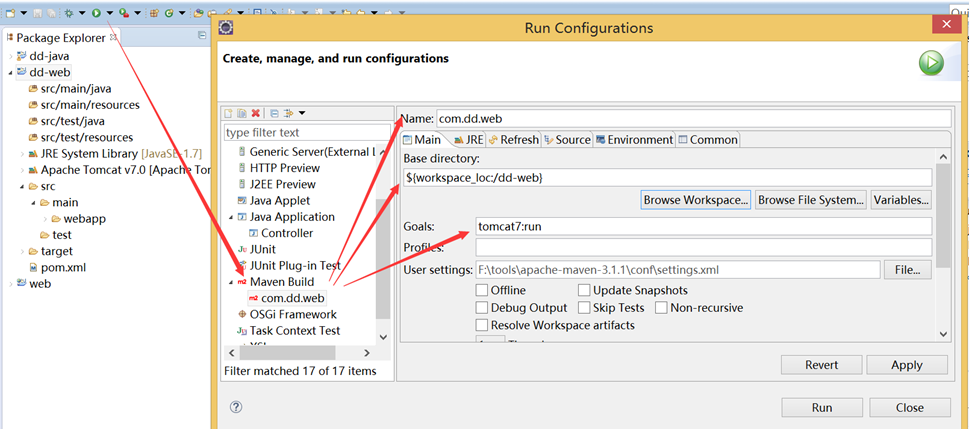 Run Configurations
Package Explorer
dd-java
dd-web
src/main/java
src/main/resources
src/test/java
src/test/resources
JRE System Library [JavaSE-1.7]
Apache Tomcat v7.0 [Apache Tom
src
main
webapp
test
target
pom.xml
web
Create, manage, and run configurations
type filter text
Generic Server(External L
HTTP Preview
J2EE Preview
Java Applet
Java Application
Controller
JUnit
JUnit Plug-in Test
m2 Maven Build
m2 com.dd.web
OSGi Framework
Task Context Test
Filter matched 17 of 17 items
Name: com.dd.web
Main JRE Refresh Source Environment Common
Base directory:
${workspace_loc:/dd-web}
Browse Workspace... Browse File System... Variables...
Goals: tomcat7:run
Profiles:
User settings: F:\tools\apache-maven-3.1.1\conf\settings.xml File...
Offline Update Snapshots
Debug Output Skip Tests Non-recursive
Resolve Workspace artifacts
Revert Apply
Run Close